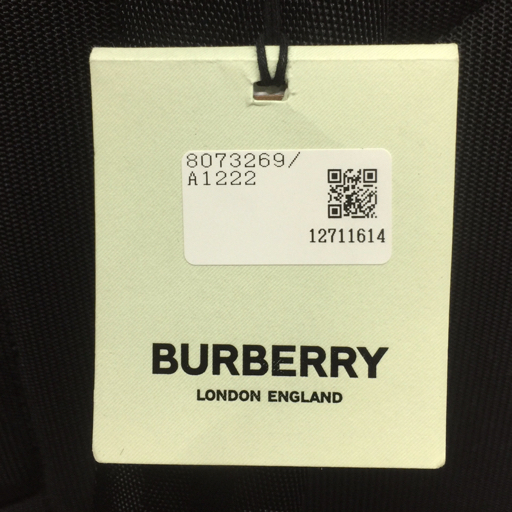 8073269/
A1222
12711614
BURBERRY
LONDON ENGLAND